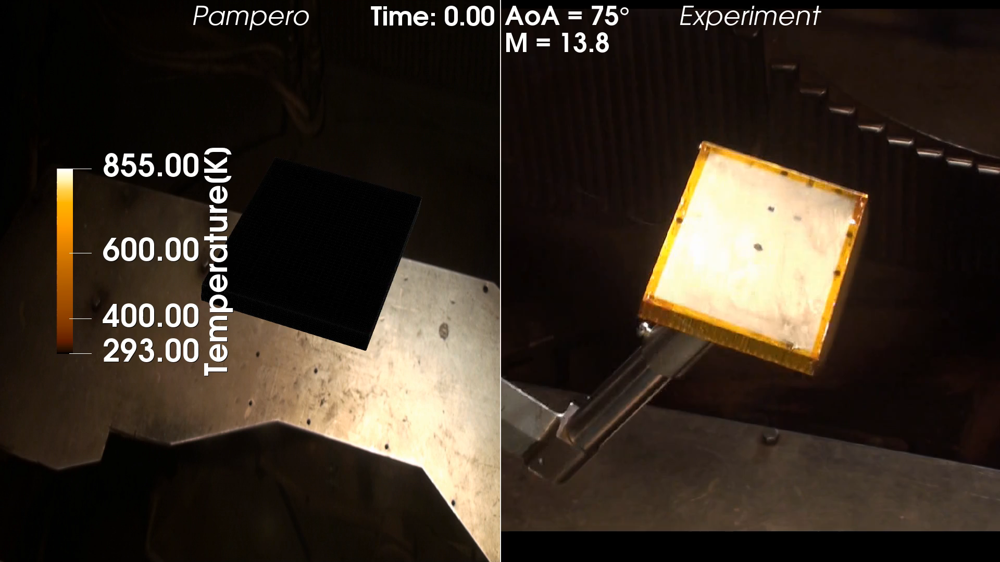 Pampero
Time: 0.00
AoA = 75°
Experiment
M = 13.8
855.00
600.00
400.00
293.00
Temperature(K)